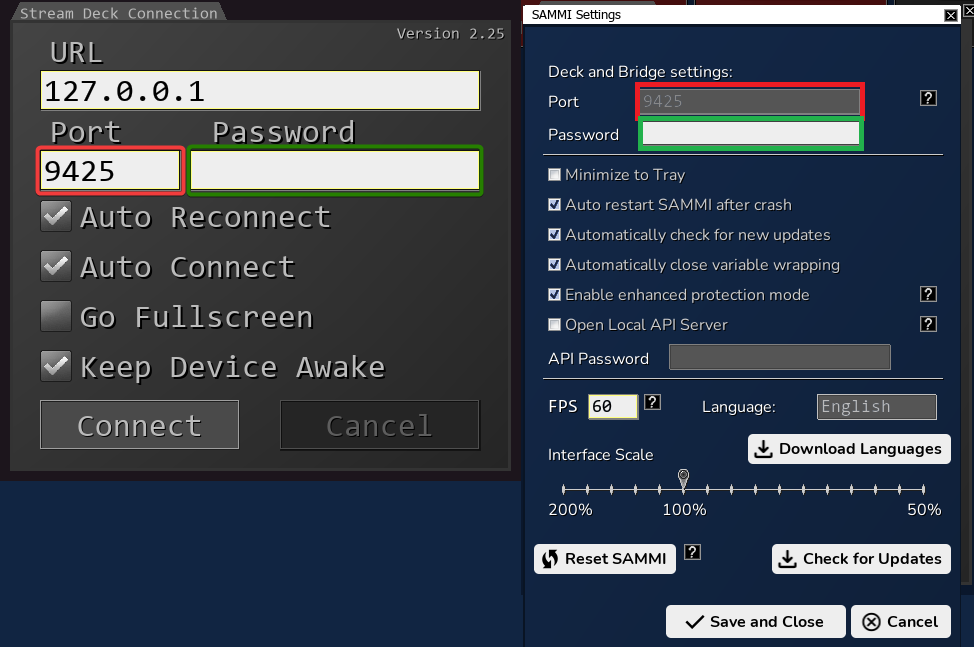 Stream Deck Connection
Version 2.25
URL
127.0.0.1
Port Password
9425
Auto Reconnect
Auto Connect
Go Fullscreen
Keep Device Awake
Connect Cancel
SAMMI Settings
Deck and Bridge settings:
Port 9425 ?
Password
Minimize to Tray
Auto restart SAMMI after crash
Automatically check for new updates
Automatically close variable wrapping
Enable enhanced protection mode ?
Open Local API Server ?
API Password
FPS 60 ? Language: English
Interface Scale Download Languages
200% 100% 50%
Reset SAMMI ? Check for Updates
Save and Close Cancel